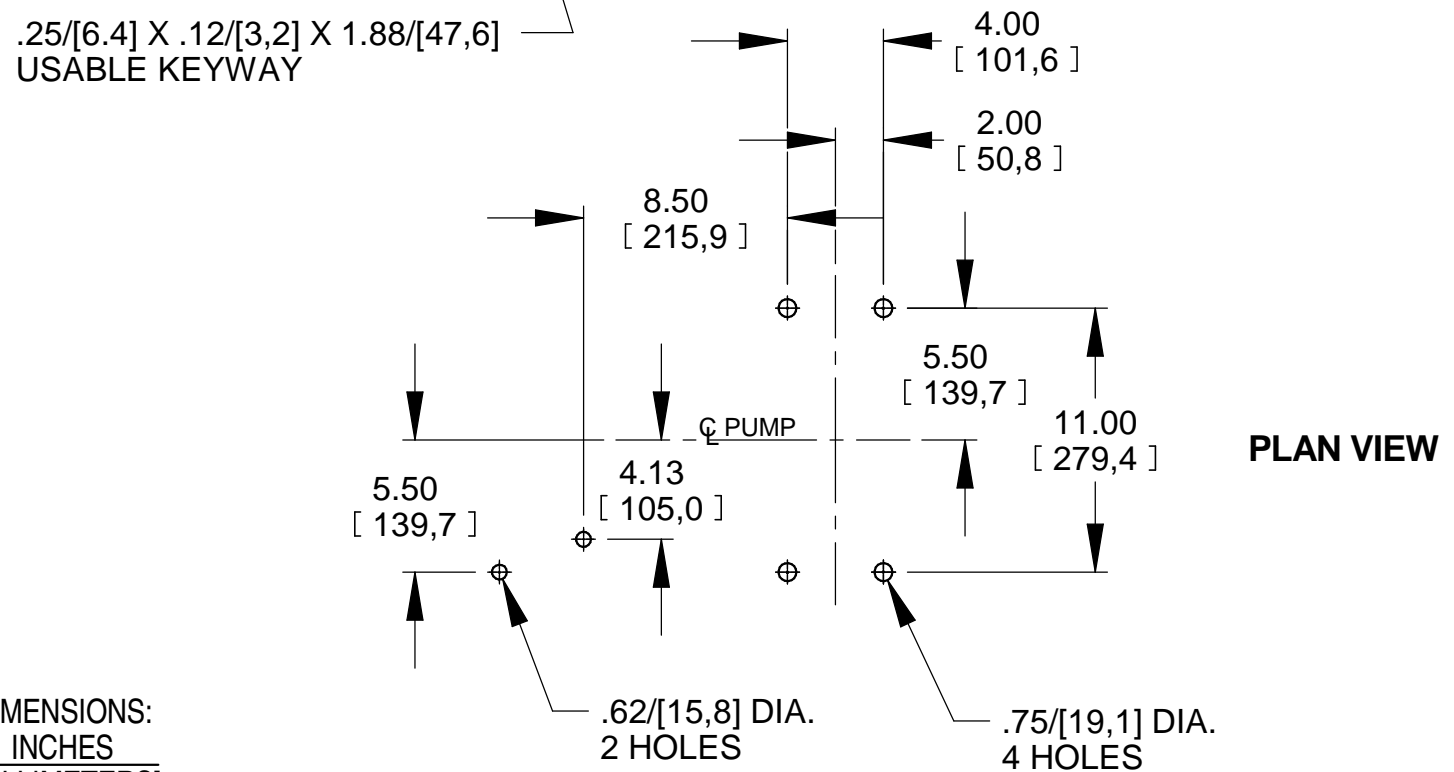 .25/[6.4] X .12/[3,2] X 1.88/[47,6]
USABLE KEYWAY
4.00
[ 101,6 ]
2.00
[ 50,8 ]
8.50
[ 215,9 ]
5.50
[ 139,7 ]
11.00
[ 279,4 ]
℄ PUMP
PLAN VIEW
4.13
[ 105,0 ]
5.50
[ 139,7 ]
.62/[15,8] DIA.
2 HOLES
.75/[19,1] DIA.
4 HOLES
MENSIONS:
INCHES